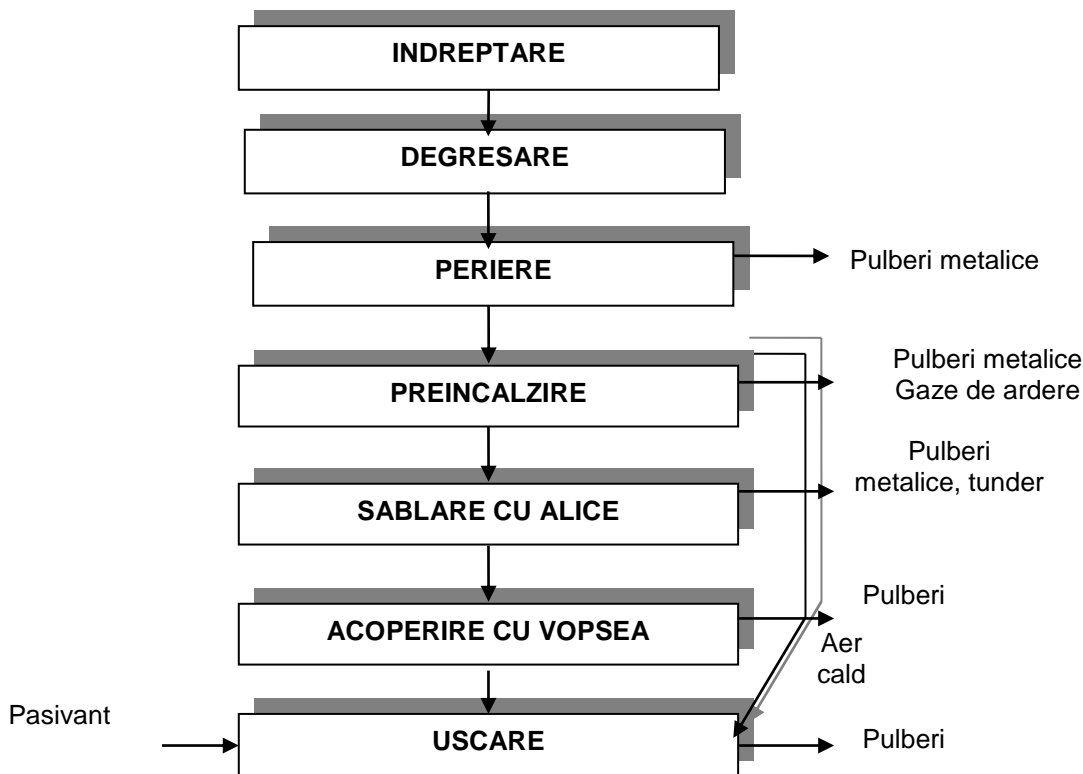 INDREPTARE
DEGRESARE
PERIERE
Pulberi metalice
PREINCALZIRE
Pulberi metalice
Gaze de ardere
SABLARE CU ALICE
Pulberi
metalice, tunder
ACOPERIRE CU VOPSEA
Pulberi
Aer
cald
Pasivant
USCARE
Pulberi